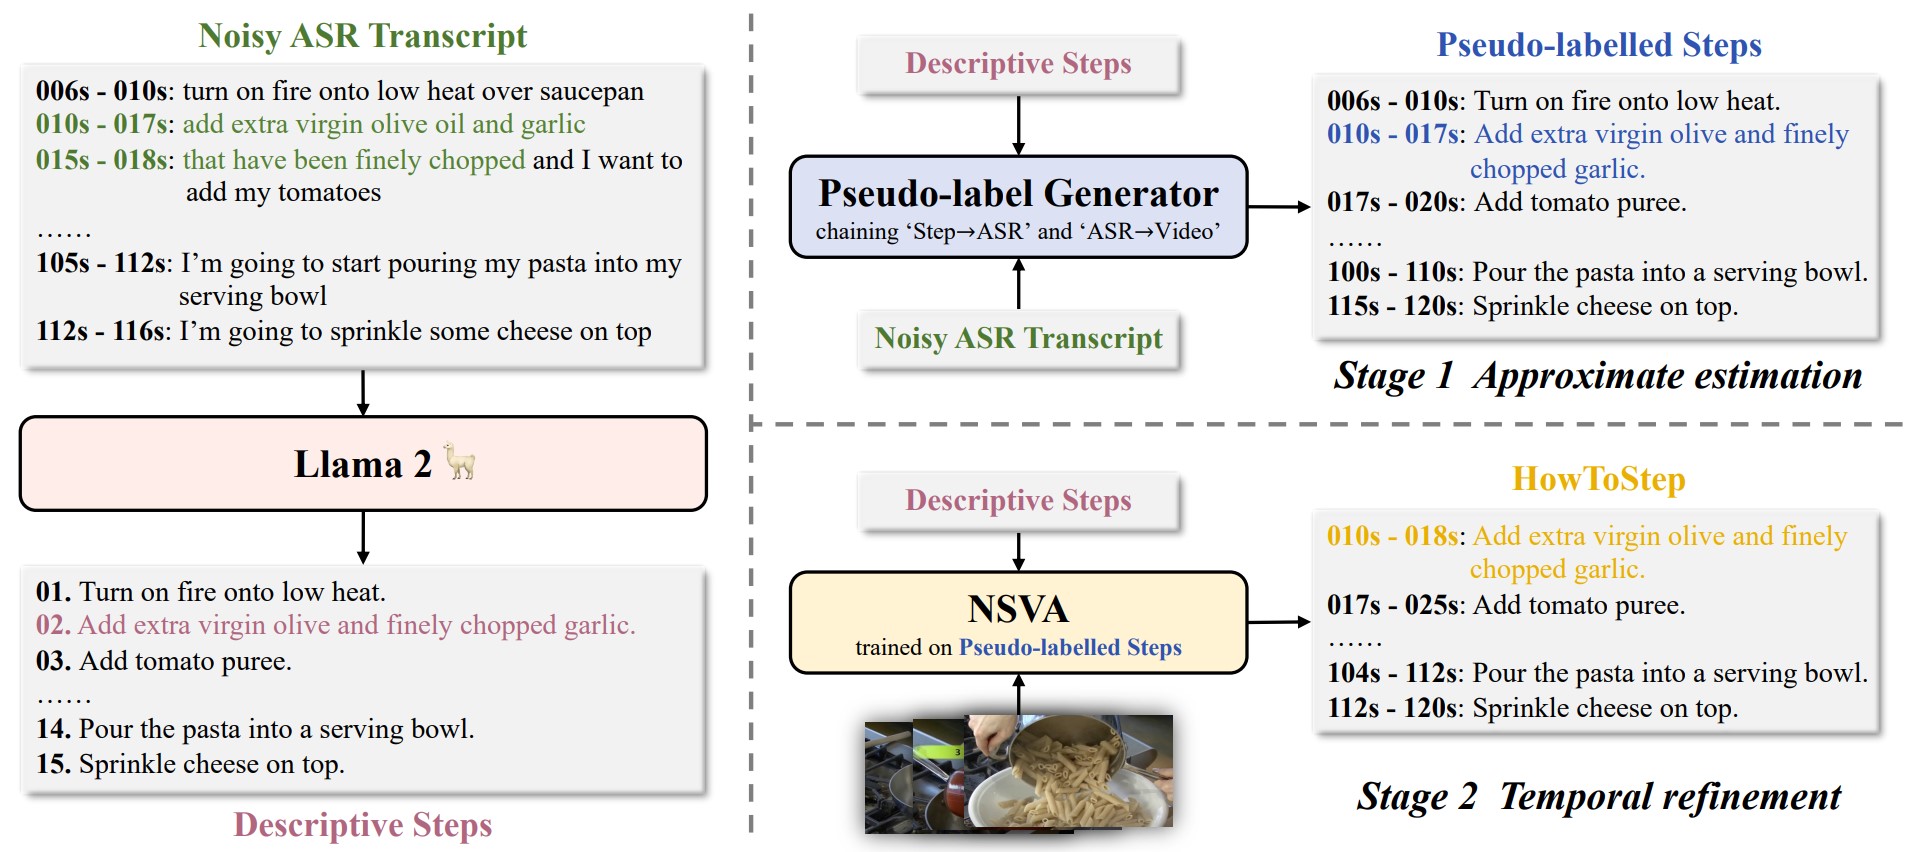 Noisy ASR Transcript
006s - 010s: turn on fire onto low heat over saucepan
010s - 017s: add extra virgin olive oil and garlic
015s - 018s: that have been finely chopped and I want to
add my tomatoes
......
105s - 112s: I'm going to start pouring my pasta into my
serving bowl
112s - 116s: I'm going to sprinkle some cheese on top
Llama 2
01. Turn on fire onto low heat.
02. Add extra virgin olive and finely chopped garlic.
03. Add tomato puree.
......
14. Pour the pasta into a serving bowl.
15. Sprinkle cheese on top.
Descriptive Steps
Descriptive Steps
Pseudo-label Generator
chaining ‘Step→ASR’ and ‘ASR→Video’
Noisy ASR Transcript
Pseudo-labelled Steps
006s - 010s: Turn on fire onto low heat.
010s - 017s: Add extra virgin olive and finely
chopped garlic.
017s - 020s: Add tomato puree.
......
100s - 110s: Pour the pasta into a serving bowl.
115s - 120s: Sprinkle cheese on top.
Stage 1 Approximate estimation
Descriptive Steps
NSVA
trained on Pseudo-labelled Steps
3
HowToStep
010s - 018s: Add extra virgin olive and finely
chopped garlic.
017s - 025s: Add tomato puree.
......
104s - 112s: Pour the pasta into a serving bowl.
112s - 120s: Sprinkle cheese on top.
Stage 2 Temporal refinement